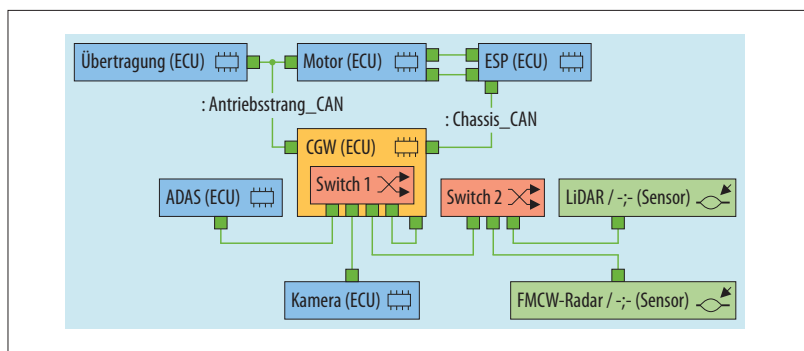 Übertragung (ECU)
Motor (ECU)
ESP (ECU)
: Antriebsstrang_CAN
: Chassis_CAN
CGW (ECU)
Switch 1
ADAS (ECU)
Switch 2
LiDAR / -;- (Sensor)
Kamera (ECU)
FMCW-Radar / -;- (Sensor)